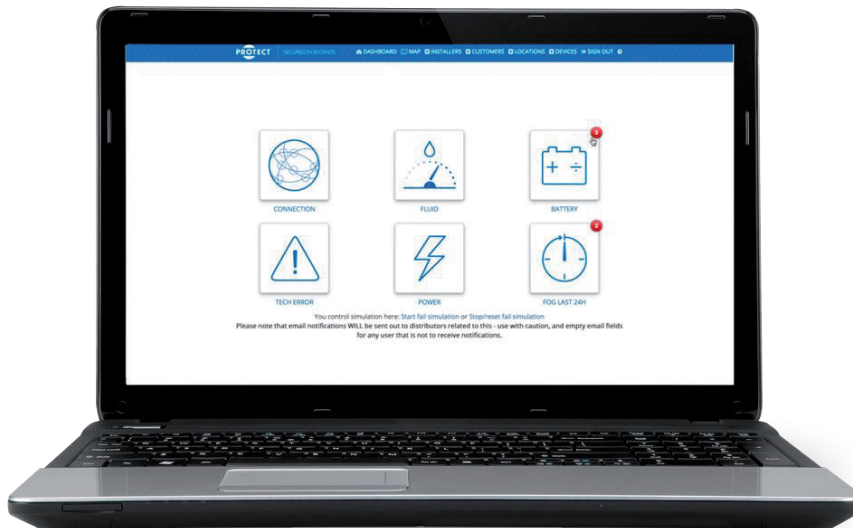 PROTECT SECURED IN SECONDS DASHBOARD MAP INSTALLERS CUSTOMERS LOCATIONS DEVICES SIGN OUT
3
CONNECTION FLUID BATTERY
2
TECH ERROR POWER FOG LAST 24H
You control simulation here: Start fail simulation or Stop/reset fail simulation
Please note that email notifications WILL be sent out to distributors related to this - use with caution, and empty email fields
for any user that is not to receive notifications.